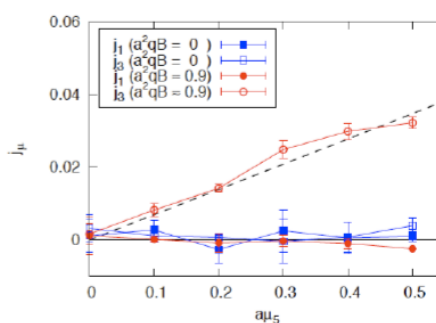 0.06
0.04
0.02
0
j₁ (a²qB = 0 )
j₃ (a²qB = 0 )
j₁ (a²qB = 0.9)
j₃ (a²qB = 0.9)
jμ
0 0.1 0.2 0.3 0.4 0.5
aμ₅